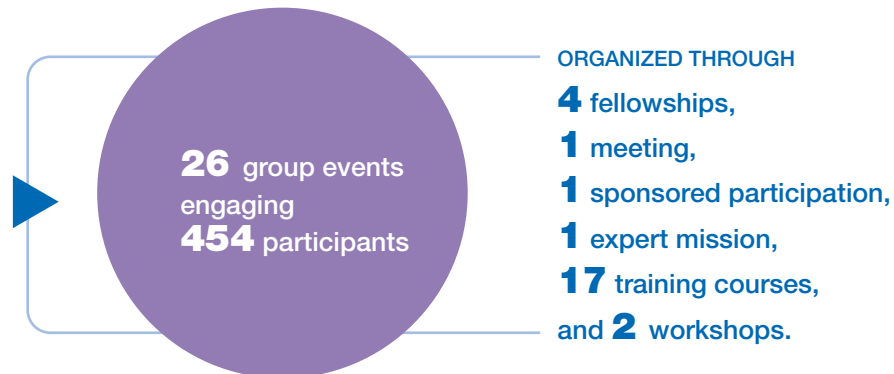 26 group events
engaging
454 participants
ORGANIZED THROUGH
4 fellowships,
1 meeting,
1 sponsored participation,
1 expert mission,
17 training courses,
and 2 workshops.